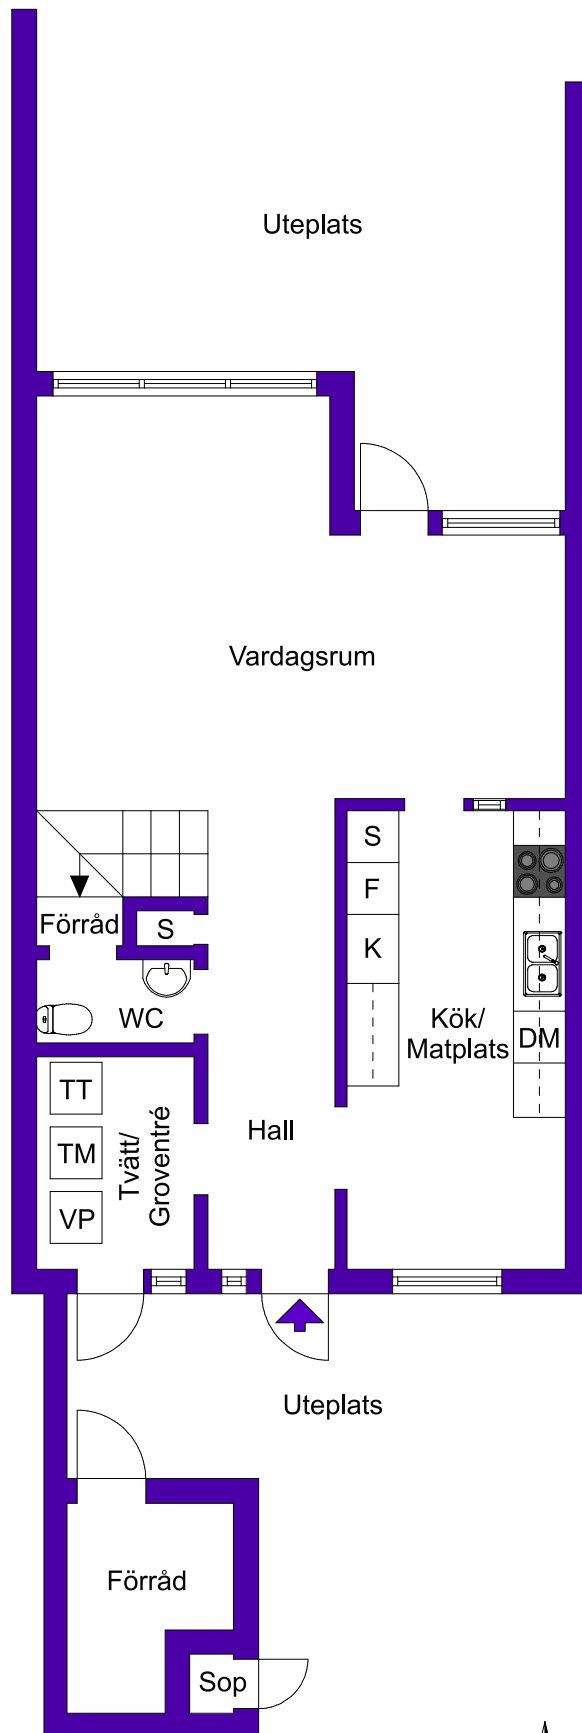 Uteplats
Vardagsrum
S
F
K
Förråd
S
WC
Kök/
Matplats
DM
TT
TM
VP
Tvätt/
Groventré
Hall
Uteplats
Förråd
Sop